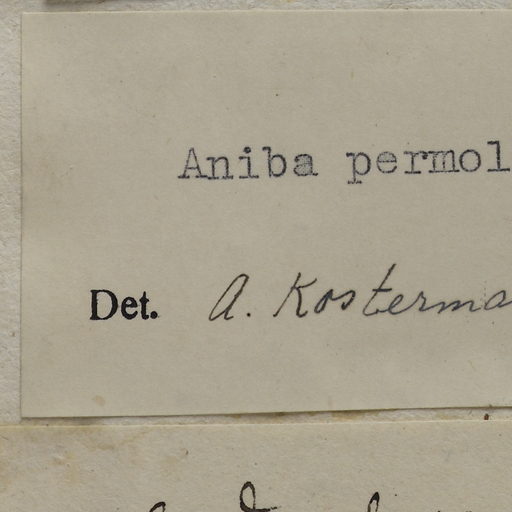 Aniba permol
Det. A. Kosterma